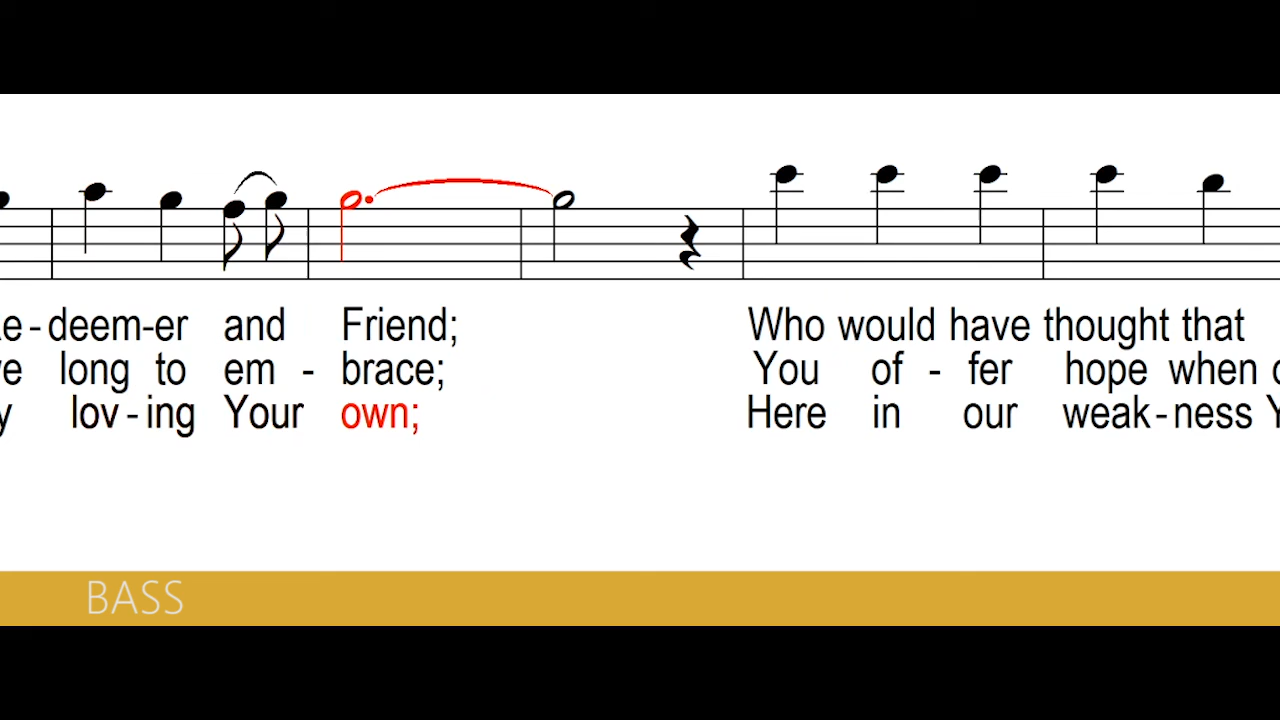 deem-er and Friend; Who would have thought that
long to em - brace; You of - fer hope when
lov-ing Your own; Here in our weak-ness
BASS